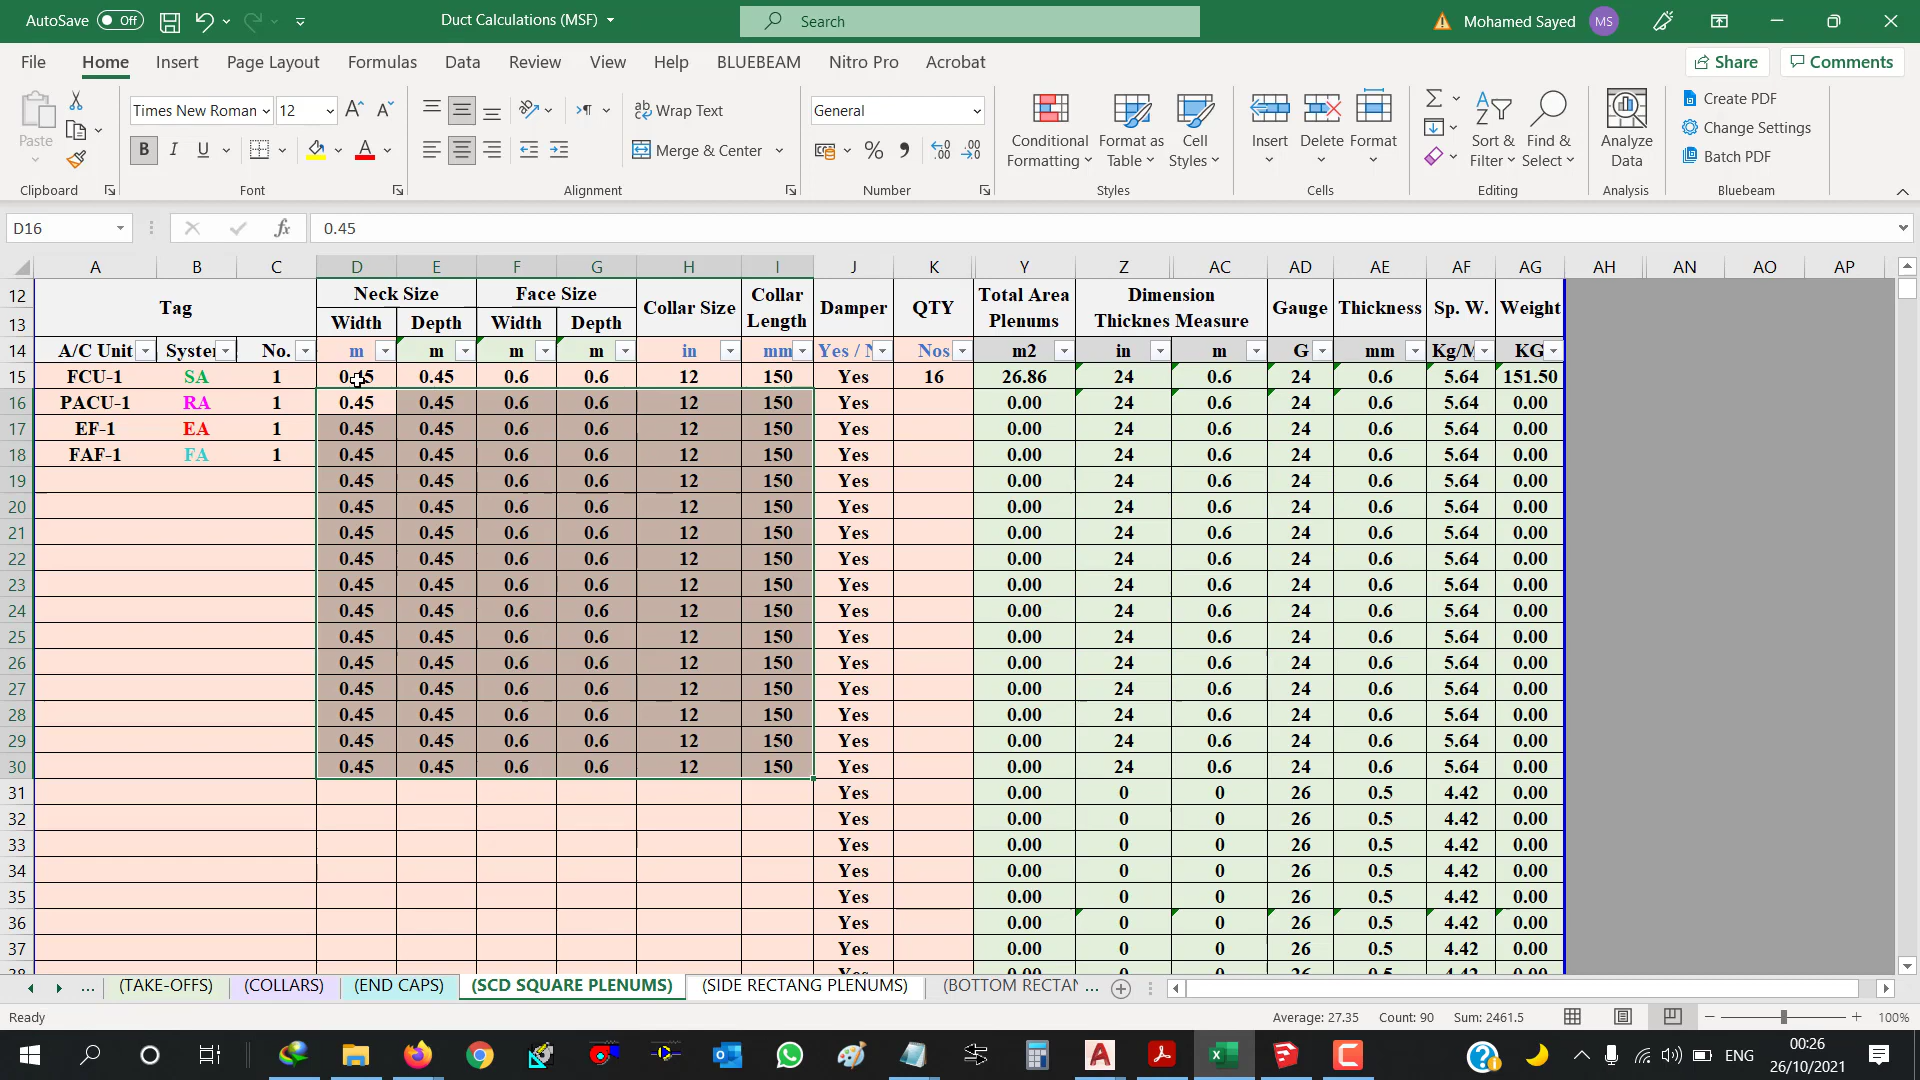 AutoSave Off Duct Calculations (MSF) Search Mohamed Sayed MS
File Home Insert Page Layout Formulas Data Review View Help BLUEBEAM Nitro Pro Acrobat Share Comments
Times New Roman 12 Wrap Text General Create PDF
Paste B I U Merge & Center Conditional Formatting Format as Table Cell Styles Insert Delete Format Sort & Filter Find & Select Analyze Data Change Settings
Batch PDF
Clipboard Font Alignment Number Styles Cells Editing Analysis Bluebeam
D16 fx 0.45
A B C D E F G H I J K Y Z AC AD AE AF AG AH AN AO AP
12 Tag Neck Size Face Size Collar Size Collar Length Damper QTY Total Area Plenums Dimension Thicknes Measure Gauge Thickness Sp. W. Weight
13 Width Depth Width Depth
14 A/C Unit No. m m m m in mm Yes / Nos m2 in m G mm KG
15 FCU-1 SA 1 0.45 0.45 0.6 0.6 12 150 Yes 16 26.86 24 0.6 24 0.6 5.64 151.50
16 PACU-1 RA 1 0.45 0.45 0.6 0.6 12 150 Yes 0.00 24 0.6 24 0.6 5.64 0.00
17 EF-1 EA 1 0.45 0.45 0.6 0.6 12 150 Yes 0.00 24 0.6 24 0.6 5.64 0.00
18 FAF-1 FA 1 0.45 0.45 0.6 0.6 12 150 Yes 0.00 24 0.6 24 0.6 5.64 0.00
19 0.45 0.45 0.6 0.6 12 150 Yes 0.00 24 0.6 24 0.6 5.64 0.00
20 0.45 0.45 0.6 0.6 12 150 Yes 0.00 24 0.6 24 0.6 5.64 0.00
21 0.45 0.45 0.6 0.6 12 150 Yes 0.00 24 0.6 24 0.6 5.64 0.00
22 0.45 0.45 0.6 0.6 12 150 Yes 0.00 24 0.6 24 0.6 5.64 0.00
23 0.45 0.45 0.6 0.6 12 150 Yes 0.00 24 0.6 24 0.6 5.64 0.00
24 0.45 0.45 0.6 0.6 12 150 Yes 0.00 24 0.6 24 0.6 5.64 0.00
25 0.45 0.45 0.6 0.6 12 150 Yes 0.00 24 0.6 24 0.6 5.64 0.00
26 0.45 0.45 0.6 0.6 12 150 Yes 0.00 24 0.6 24 0.6 5.64 0.00
27 0.45 0.45 0.6 0.6 12 150 Yes 0.00 24 0.6 24 0.6 5.64 0.00
28 0.45 0.45 0.6 0.6 12 150 Yes 0.00 24 0.6 24 0.6 5.64 0.00
29 0.45 0.45 0.6 0.6 12 150 Yes 0.00 24 0.6 24 0.6 5.64 0.00
30 0.45 0.45 0.6 0.6 12 150 Yes 0.00 24 0.6 24 0.6 5.64 0.00
31 Yes 0.00 0 0 26 0.5 4.42 0.00
32 Yes 0.00 0 0 26 0.5 4.42 0.00
33 Yes 0.00 0 0 26 0.5 4.42 0.00
34 Yes 0.00 0 0 26 0.5 4.42 0.00
35 Yes 0.00 0 0 26 0.5 4.42 0.00
36 Yes 0.00 0 0 26 0.5 4.42 0.00
37 Yes 0.00 0 0 26 0.5 4.42 0.00
... (TAKE-OFFS) (COLLARS) (END CAPS) (SCD SQUARE PLENUMS) (SIDE RECTANG PLENUMS) (BOTTOM RECTAN ...
Ready Average: 27.35 Count: 90 Sum: 2461.5 100%
ENG 00:26
26/10/2021